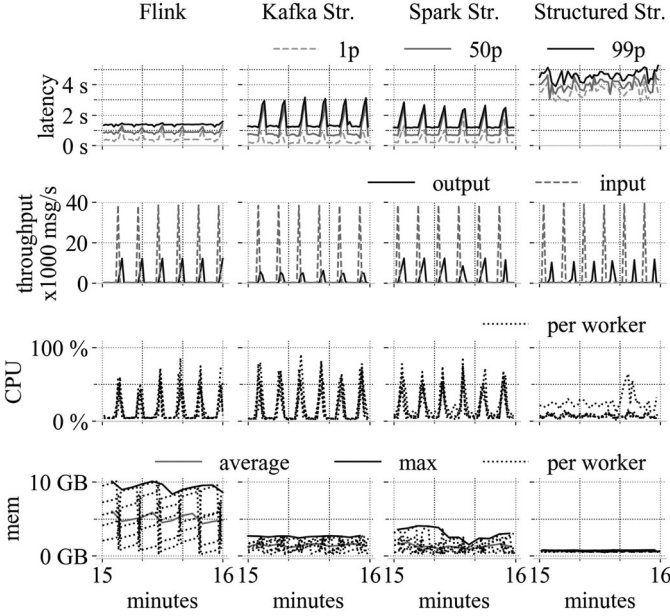 Flink Kafka Str. Spark Str. Structured Str.
1p 50p 99p
latency
4 s
2 s
0 s
output input
throughput
x1000 msg/s
40
20
0
per worker
CPU
100 %
0 %
average max per worker
mem
10 GB
0 GB
15 16 15 16 15 16 15 16
minutes minutes minutes minutes